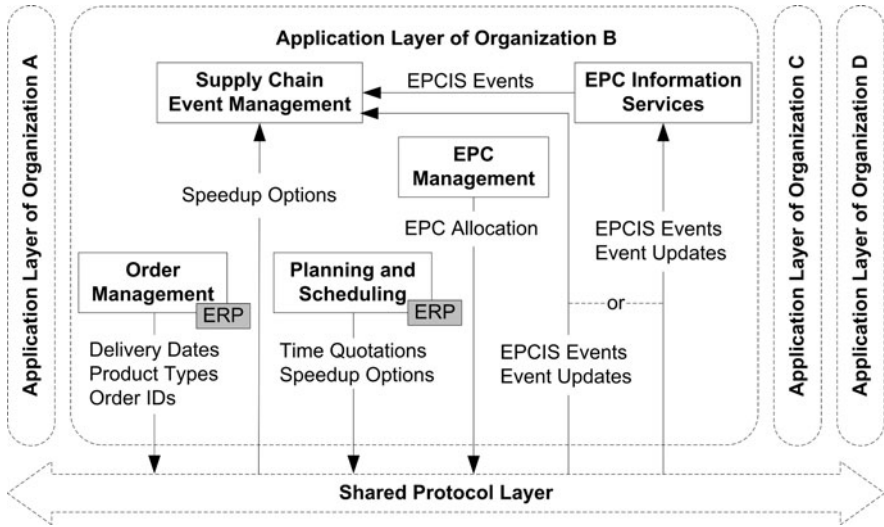 Application Layer of Organization A
Application Layer of Organization B
Supply Chain
Event Management
EPCIS Events
EPC Information
Services
EPC
Management
Speedup Options
EPC Allocation
EPCIS Events
Event Updates
Order
Management
ERP
Planning and
Scheduling
ERP
or
Delivery Dates
Product Types
Order IDs
Time Quotations
Speedup Options
EPCIS Events
Event Updates
Application Layer of Organization C
Application Layer of Organization D
Shared Protocol Layer